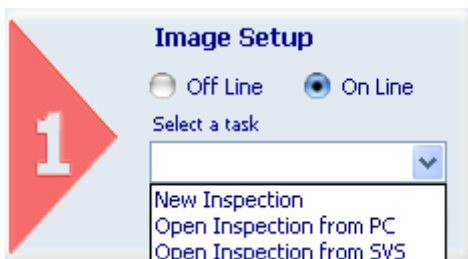 Image Setup
Off Line On Line
1
Select a task
New Inspection
Open Inspection from PC
Open Inspection from SVS